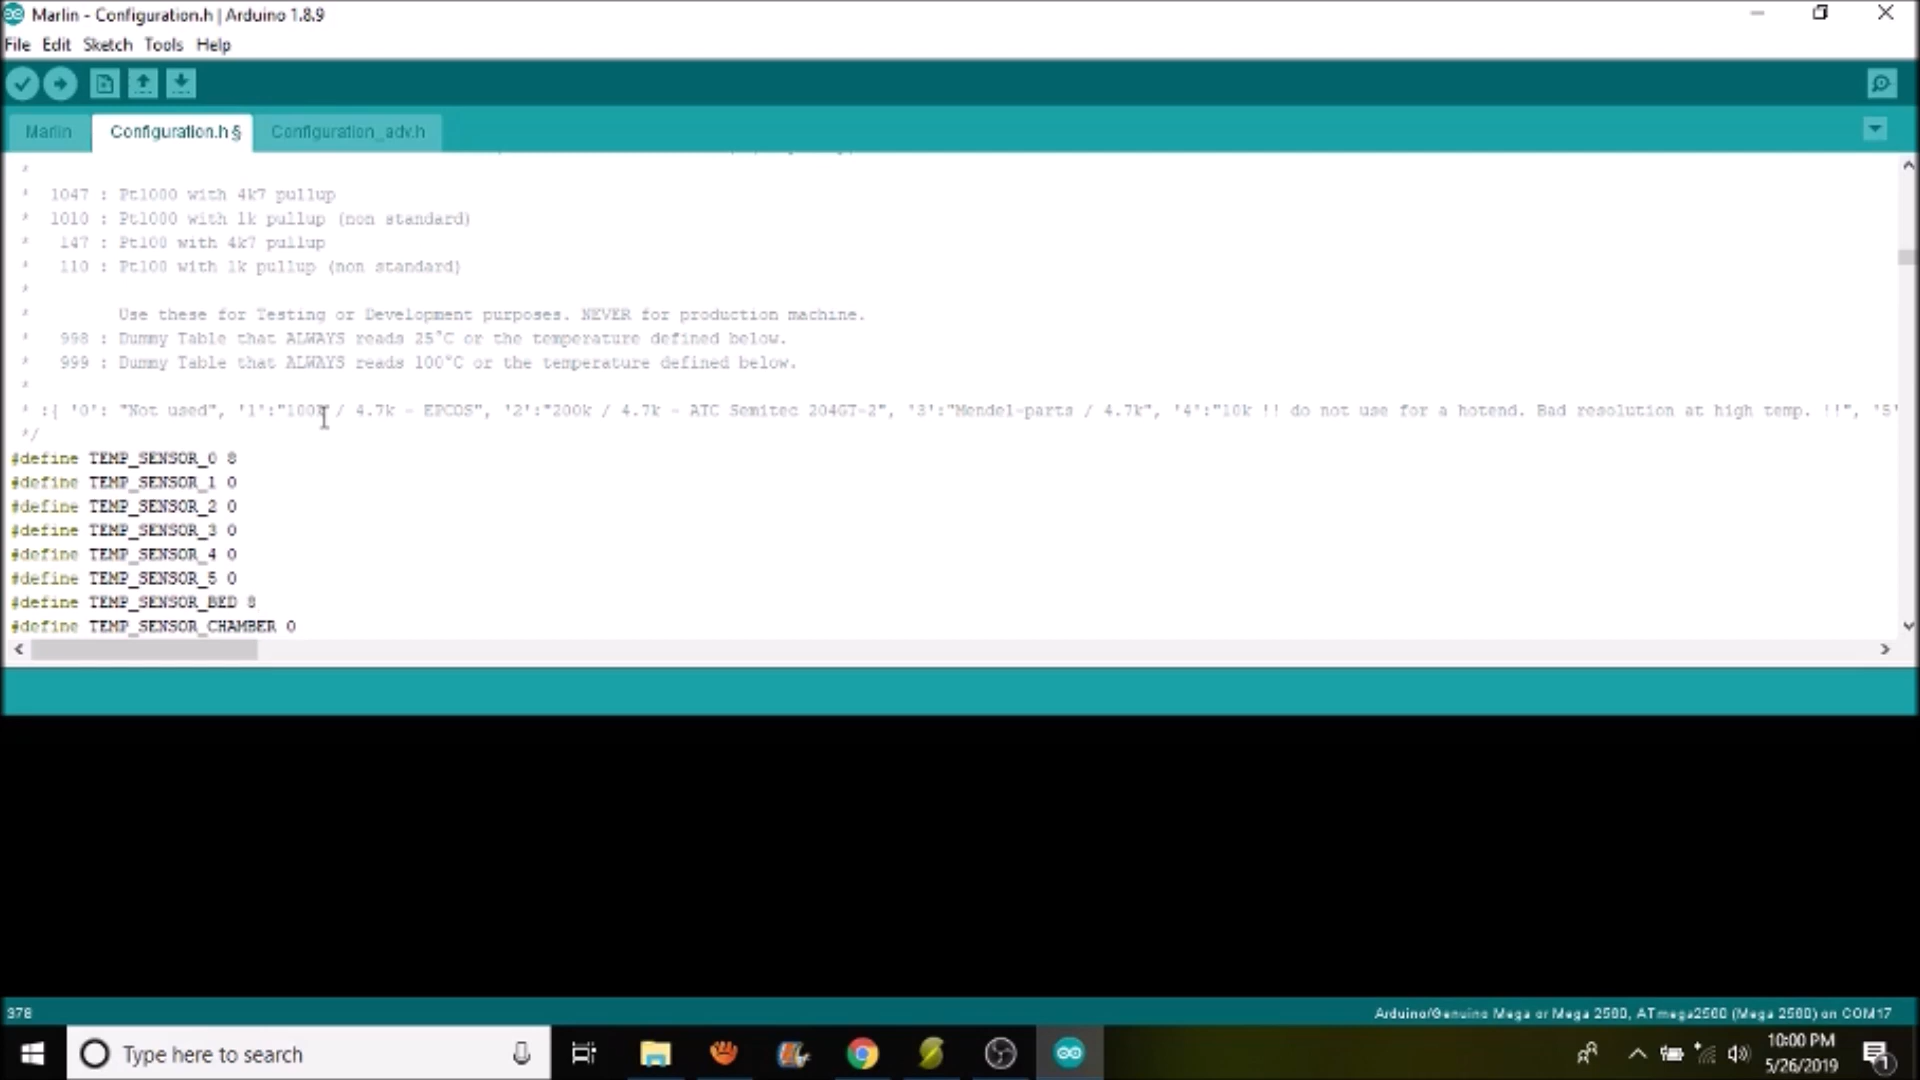 Marlin - Configuration.h | Arduino 1.8.9
File Edit Sketch Tools Help
Marlin Configuration.h § Configuration_adv.h
*
* 1047 : Pt1000 with 4k7 pullup
* 1010 : Pt1000 with 1k pullup (non standard)
* 147 : Pt100 with 4k7 pullup
* 110 : Pt100 with 1k pullup (non standard)
*
* Use these for Testing or Development purposes. NEVER for production machine.
* 998 : Dummy Table that ALWAYS reads 25°C or the temperature defined below.
* 999 : Dummy Table that ALWAYS reads 100°C or the temperature defined below.
*
* :{ '0': "Not used", '1':"100k / 4.7k - EPCOS", '2':"200k / 4.7k - ATC Semitec 204GT-2", '3':"Mendel-parts / 4.7k", '4':"10k !! do not use for a hotend. Bad resolution at high temp. !!", '5'
*/
#define TEMP_SENSOR_0 8
#define TEMP_SENSOR_1 0
#define TEMP_SENSOR_2 0
#define TEMP_SENSOR_3 0
#define TEMP_SENSOR_4 0
#define TEMP_SENSOR_5 0
#define TEMP_SENSOR_BED 8
#define TEMP_SENSOR_CHAMBER 0
378
Arduino/Genuino Mega or Mega 2560, ATmega2560 (Mega 2560) on COM17
Type here to search
10:00 PM
5/26/2019
1